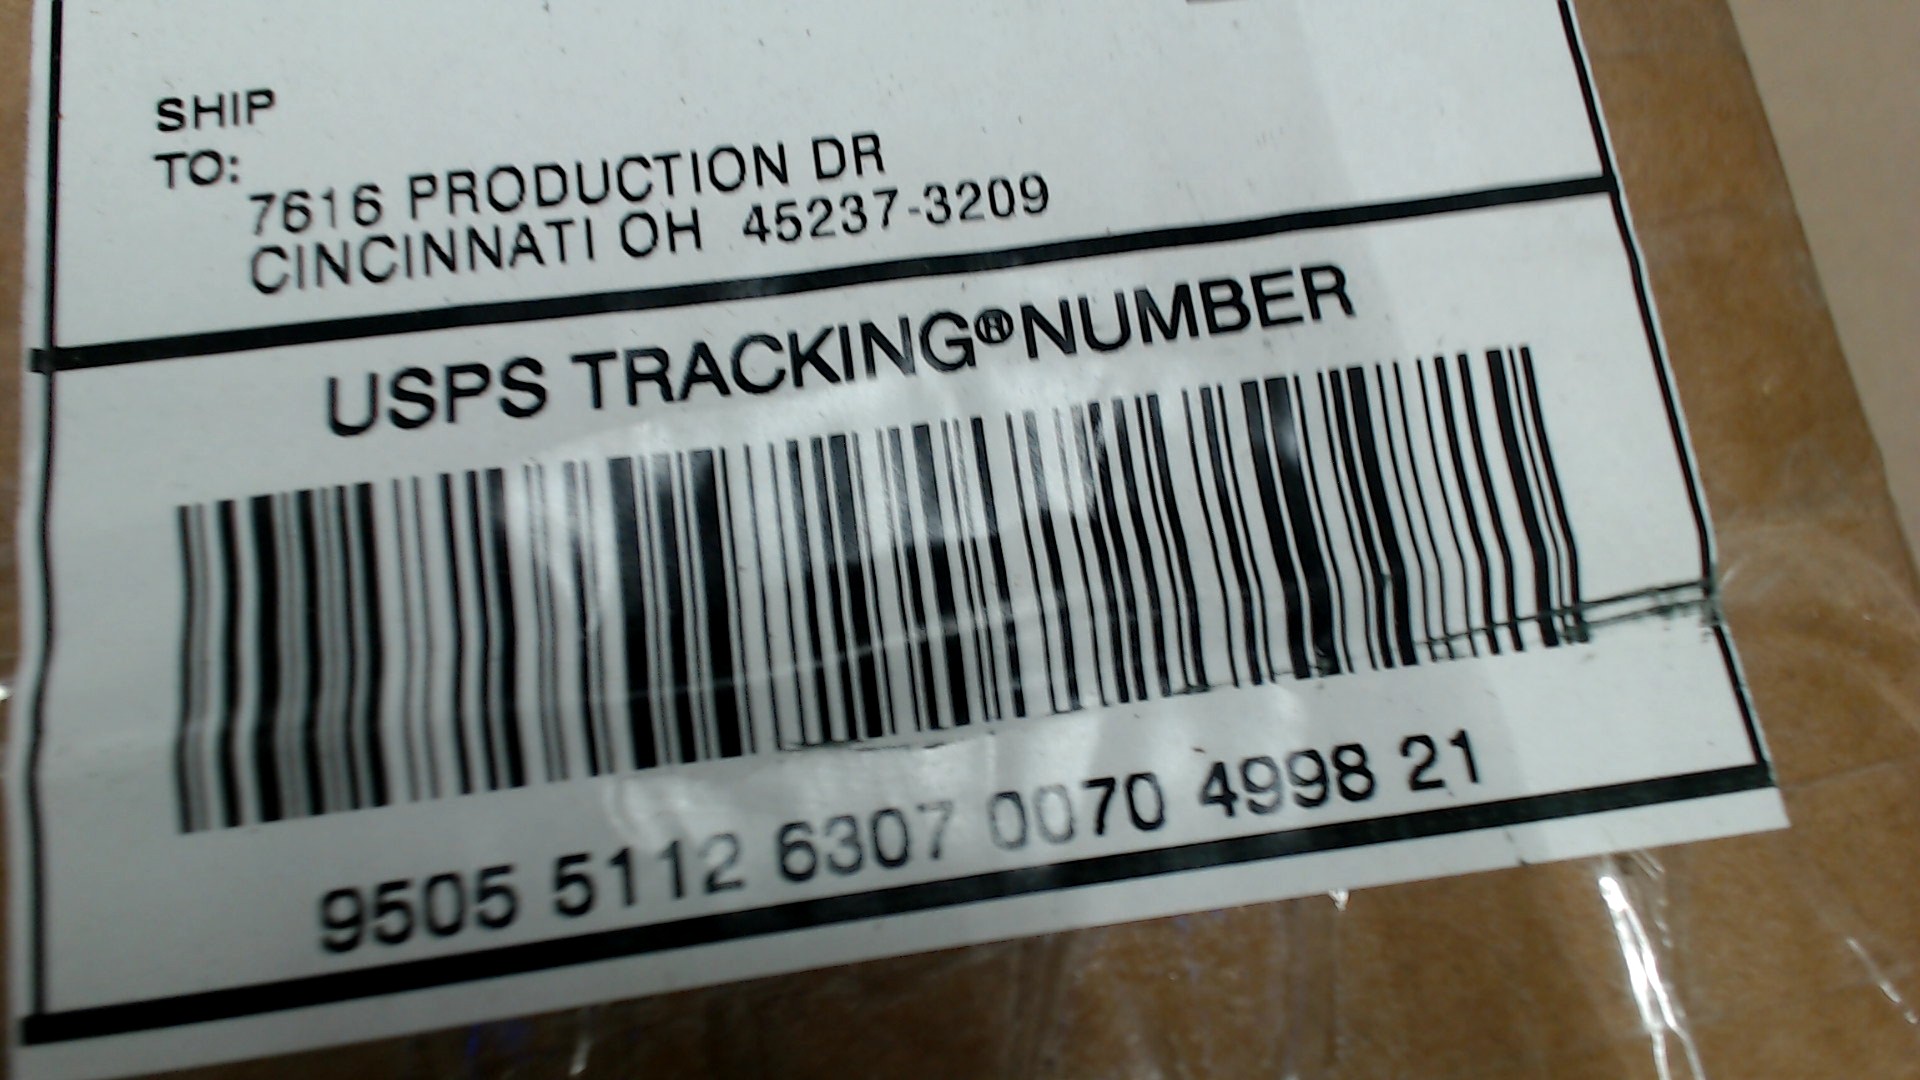 SHIP
TO:
7616 PRODUCTION DR
CINCINNATI OH 45237-3209
USPS TRACKING®NUMBER
9505 5112 6307 0070 4998 21